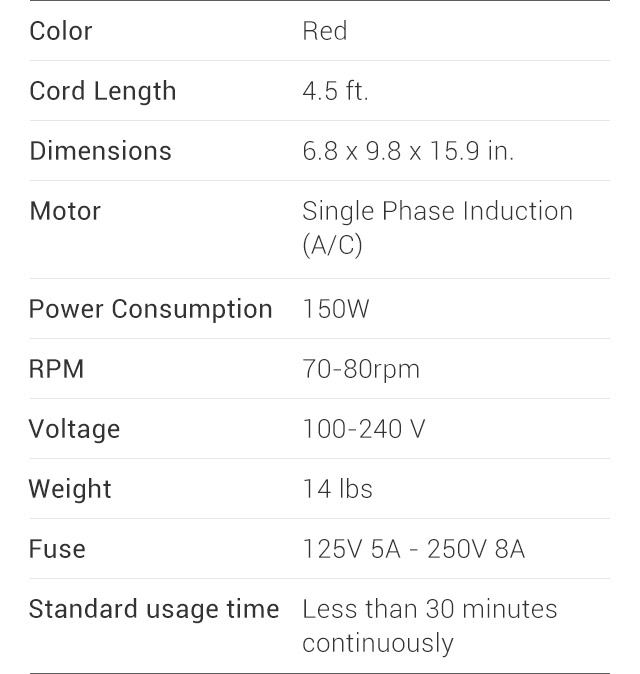 Color Red
Cord Length 4.5 ft.
Dimensions 6.8 x 9.8 x 15.9 in.
Motor Single Phase Induction
(A/C)
Power Consumption 150W
RPM 70-80rpm
Voltage 100-240 V
Weight 14 lbs
Fuse 125V 5A - 250V 8A
Standard usage time Less than 30 minutes
continuously